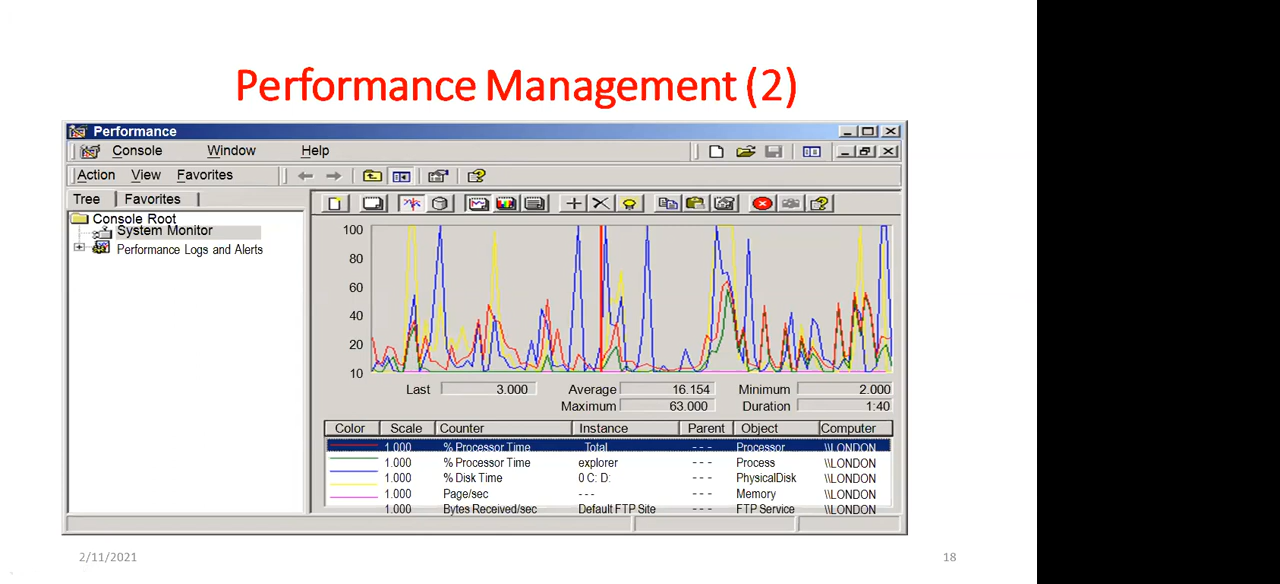 Performance Management (2)
Performance
Console Window Help
Action View Favorites
Tree Favorites
Console Root
System Monitor
Performance Logs and Alerts
100
80
60
40
20
10
Last 3.000 Average 16.154 Minimum 2.000
Maximum 63.000 Duration 1:40
Color Scale Counter Instance Parent Object Computer
1.000 % Processor Time _Total - - - Processor \\LONDON
1.000 % Processor Time explorer - - - Process \\LONDON
1.000 % Disk Time 0 C: D: - - - PhysicalDisk \\LONDON
1.000 Page/sec - - - - - - Memory \\LONDON
1.000 Bytes Received/sec Default FTP Site - - - FTP Service \\LONDON
2/11/2021 18